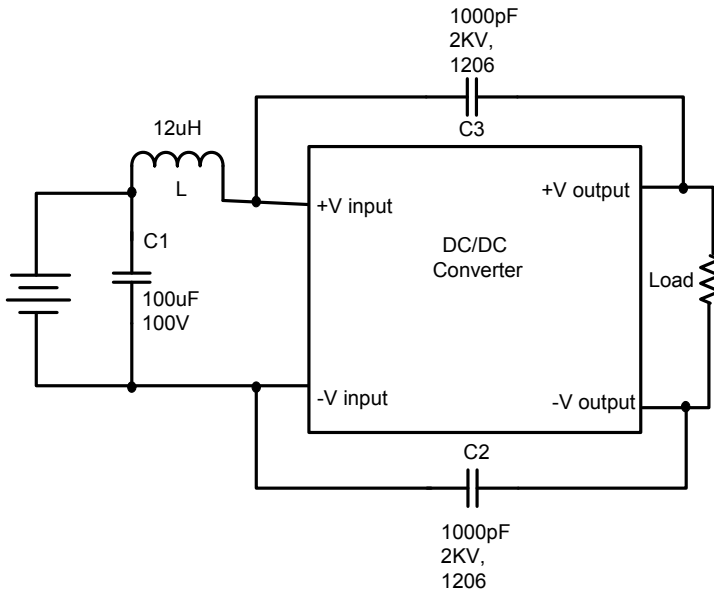 1000pF
2KV,
1206
C3
12uH
L
+V input
+V output
C1
DC/DC
Converter
Load
100uF
100V
-V input
-V output
C2
1000pF
2KV,
1206